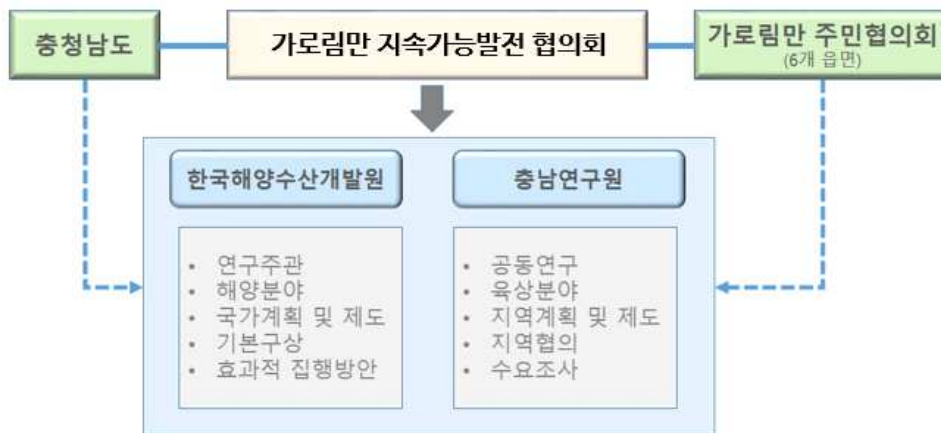 충청남도
가로림만 지속가능발전 협의회
가로림만 주민협의회
(6개 읍면)
한국해양수산개발원
충남연구원
• 연구주관
• 해양분야
• 국가계획 및 제도
• 기본구상
• 효과적 집행방안
• 공동연구
• 육상분야
• 지역계획 및 제도
• 지역협의
• 수요조사